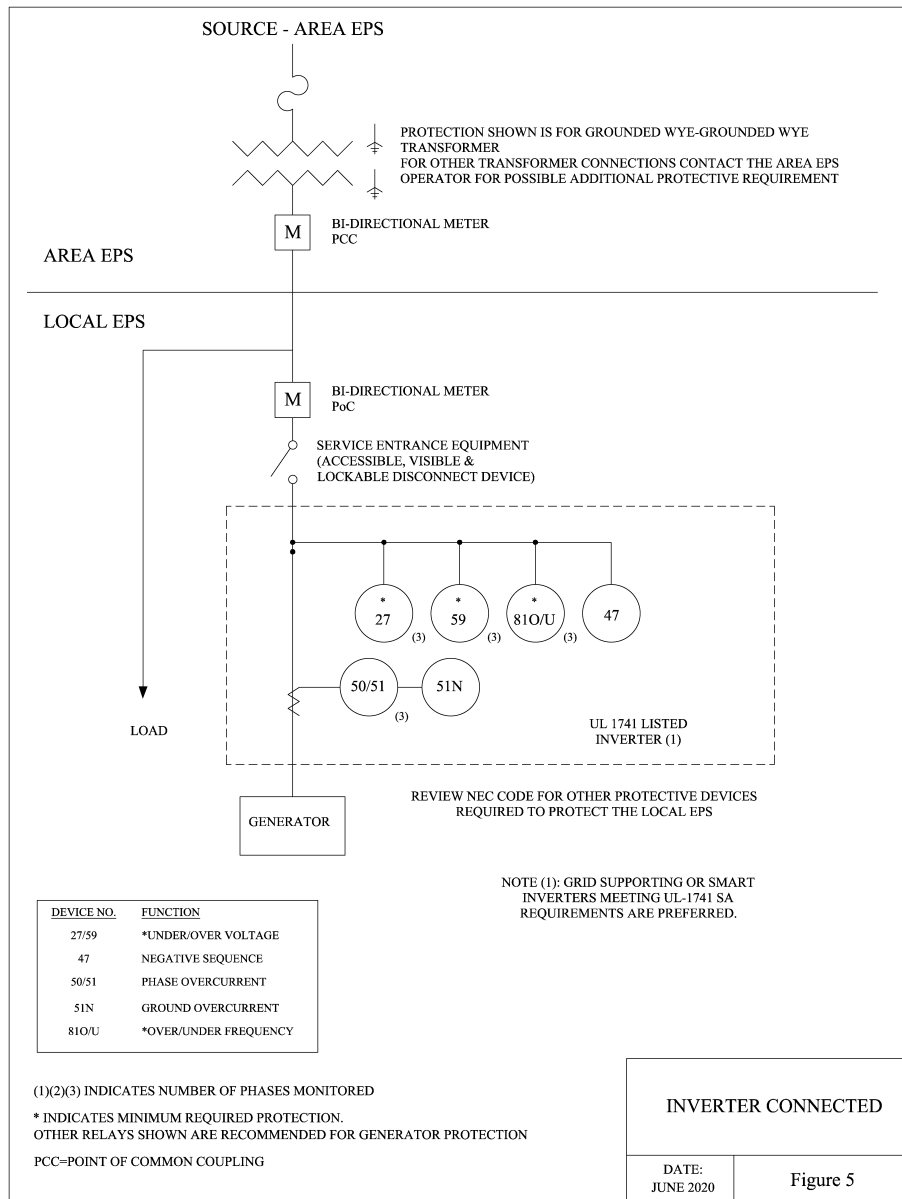 SOURCE - AREA EPS
PROTECTION SHOWN IS FOR GROUNDED WYE-GROUNDED WYE
TRANSFORMER
FOR OTHER TRANSFORMER CONNECTIONS CONTACT THE AREA EPS
OPERATOR FOR POSSIBLE ADDITIONAL PROTECTIVE REQUIREMENT
M
BI-DIRECTIONAL METER
PCC
AREA EPS
LOCAL EPS
M
BI-DIRECTIONAL METER
PoC
SERVICE ENTRANCE EQUIPMENT
(ACCESSIBLE, VISIBLE &
LOCKABLE DISCONNECT DEVICE)
* 27 (3)
* 59 (3)
* 81O/U (3)
47
50/51 (3)
51N
LOAD
UL 1741 LISTED
INVERTER (1)
GENERATOR
REVIEW NEC CODE FOR OTHER PROTECTIVE DEVICES
REQUIRED TO PROTECT THE LOCAL EPS
NOTE (1): GRID SUPPORTING OR SMART
INVERTERS MEETING UL-1741 SA
REQUIREMENTS ARE PREFERRED.
DEVICE NO. FUNCTION
27/59 *UNDER/OVER VOLTAGE
47 NEGATIVE SEQUENCE
50/51 PHASE OVERCURRENT
51N GROUND OVERCURRENT
81O/U *OVER/UNDER FREQUENCY
(1)(2)(3) INDICATES NUMBER OF PHASES MONITORED
* INDICATES MINIMUM REQUIRED PROTECTION.
OTHER RELAYS SHOWN ARE RECOMMENDED FOR GENERATOR PROTECTION
PCC=POINT OF COMMON COUPLING
INVERTER CONNECTED
DATE:
JUNE 2020
Figure 5